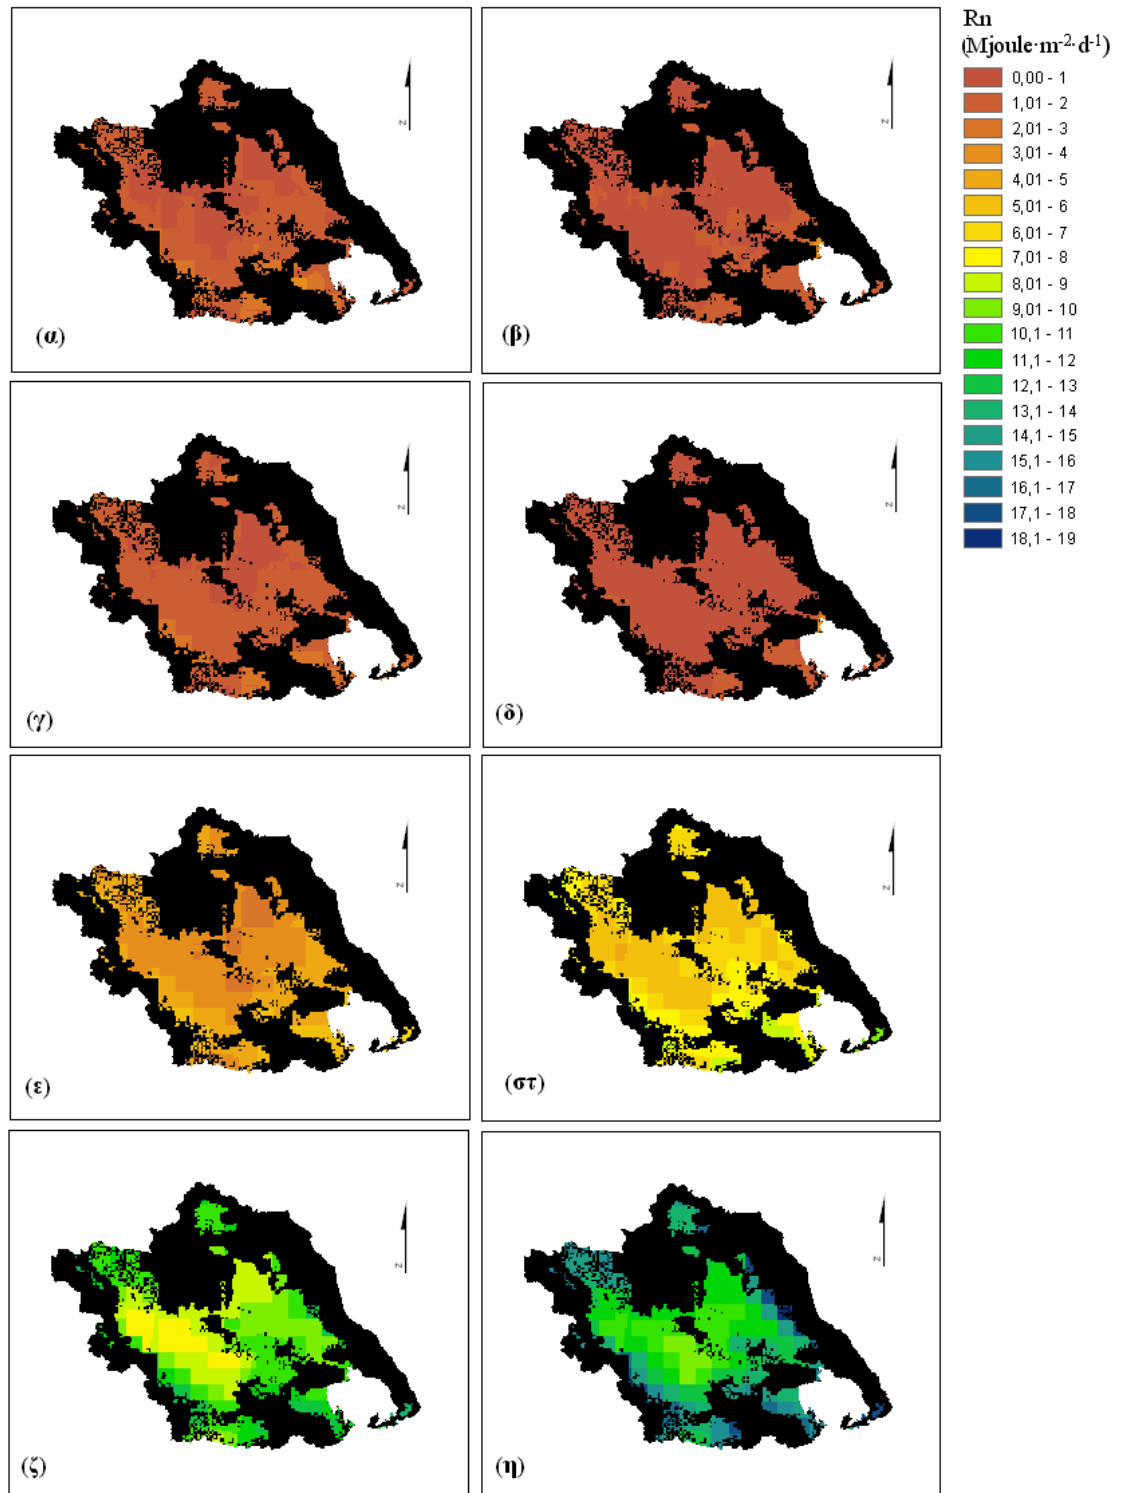 Rn
(Mjoule·m-2·d-1)
0,00 - 1
1,01 - 2
2,01 - 3
3,01 - 4
4,01 - 5
5,01 - 6
6,01 - 7
7,01 - 8
8,01 - 9
9,01 - 10
10,1 - 11
11,1 - 12
12,1 - 13
13,1 - 14
14,1 - 15
15,1 - 16
16,1 - 17
17,1 - 18
18,1 - 19
N
(α)
N
(β)
N
(γ)
N
(δ)
N
(ε)
N
(στ)
N
(ζ)
N
(η)